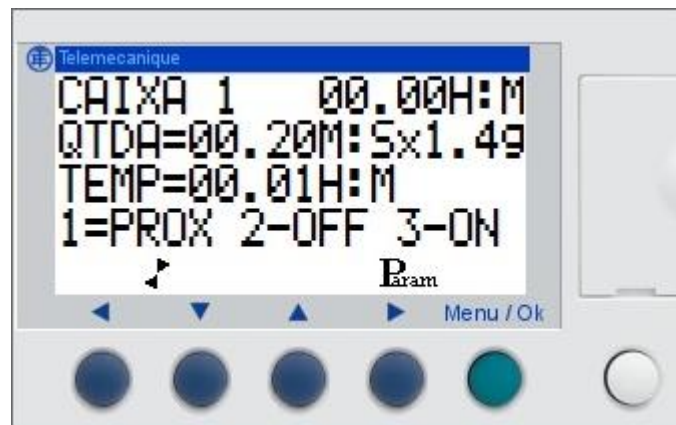 Telemecanique
CAIXA 1 00.00H:M
QTDA=00.20M:Sx1.4g
TEMP=00.01H:M
1=PROX 2-OFF 3-ON
Param
Menu / Ok